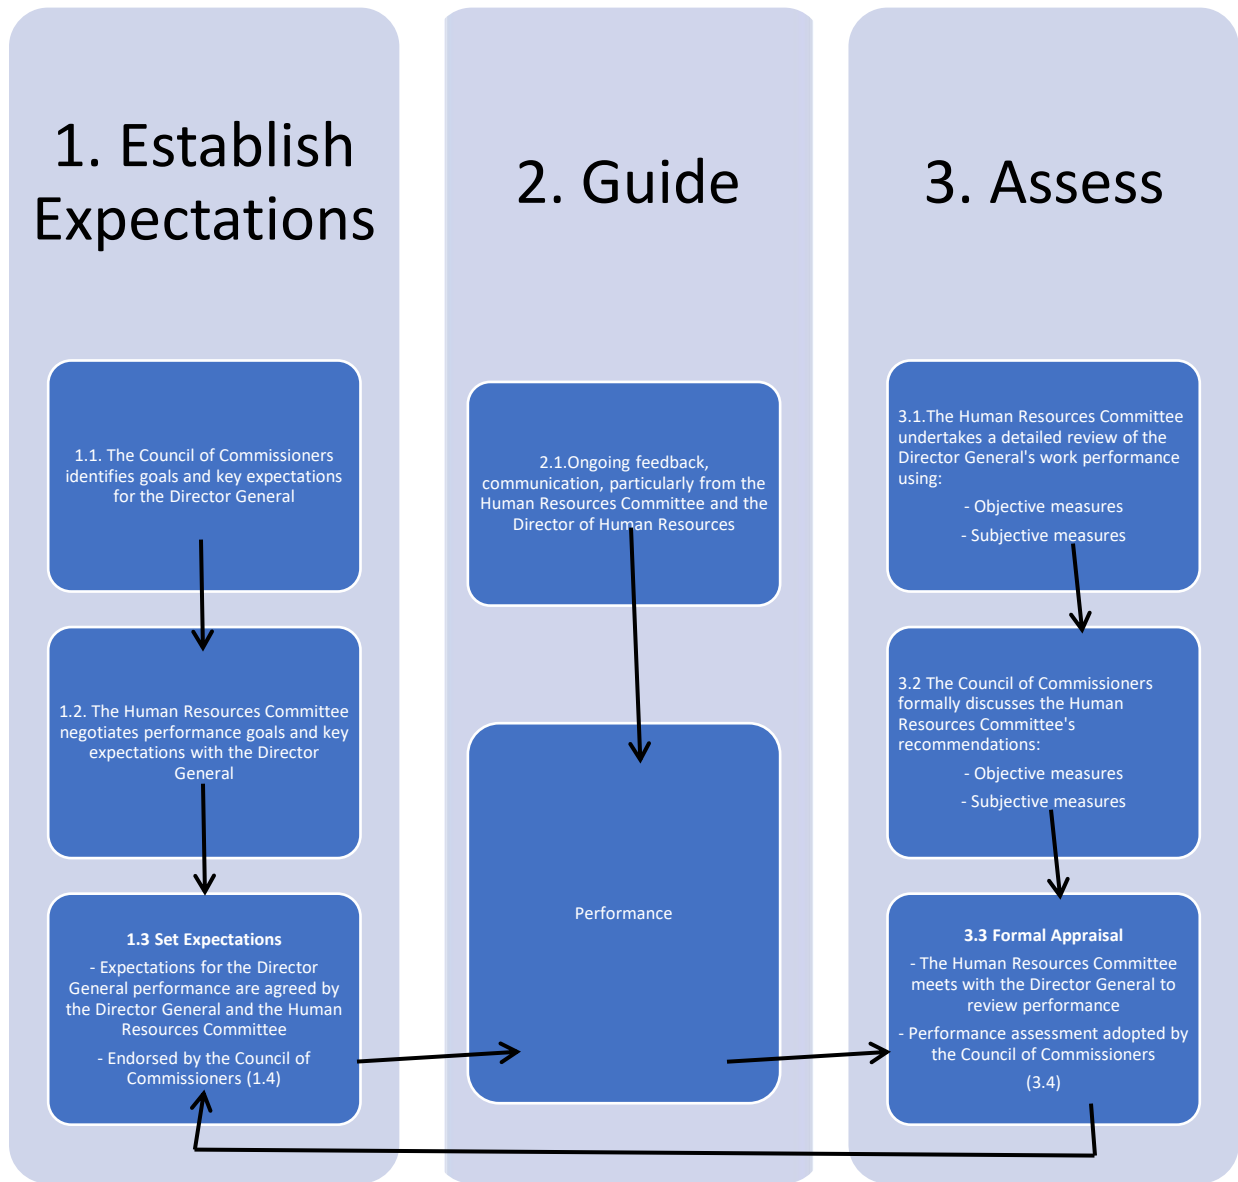 1. Establish
Expectations
1.1. The Council of Commissioners
identifies goals and key expectations
for the Director General
1.2. The Human Resources Committee
negotiates performance goals and key
expectations with the Director
General
1.3 Set Expectations
- Expectations for the Director
General performance are agreed by
the Director General and the Human
Resources Committee
- Endorsed by the Council of
Commissioners (1.4)
2. Guide
2.1.Ongoing feedback,
communication, particularly from the
Human Resources Committee and the
Director of Human Resources
Performance
3. Assess
3.1.The Human Resources Committee
undertakes a detailed review of the
Director General's work performance
using:
- Objective measures
- Subjective measures
3.2 The Council of Commissioners
formally discusses the Human
Resources Committee's
recommendations:
- Objective measures
- Subjective measures
3.3 Formal Appraisal
- The Human Resources Committee
meets with the Director General to
review performance
- Performance assessment adopted by
the Council of Commissioners
(3.4)